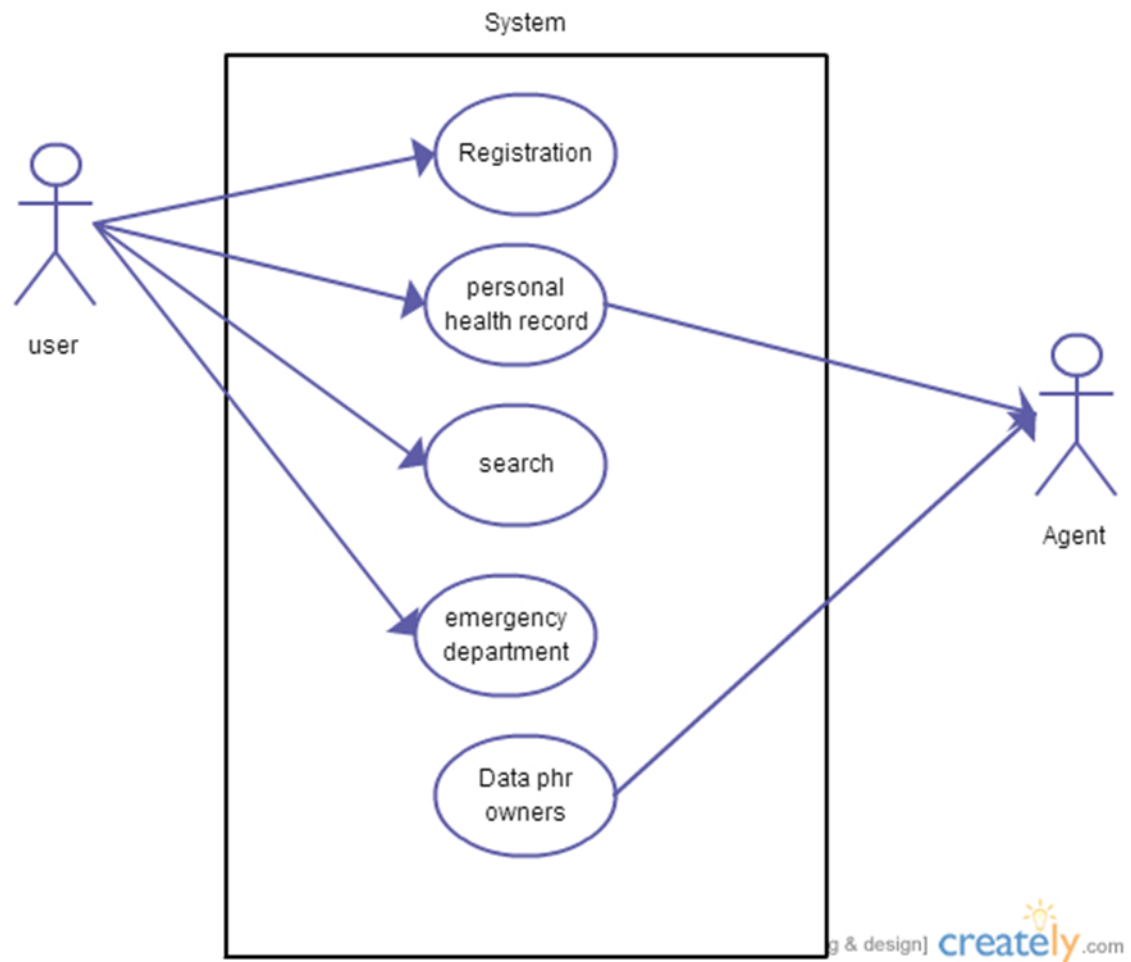 System
Registration
user
personal
health record
search
Agent
emergency
department
Data phr
owners
g & design] creately.com